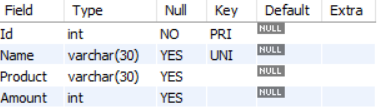 Field Type Null Key Default Extra
Id int NO PRI NULL
Name varchar(30) YES UNI NULL
Product varchar(30) YES NULL
Amount int YES NULL